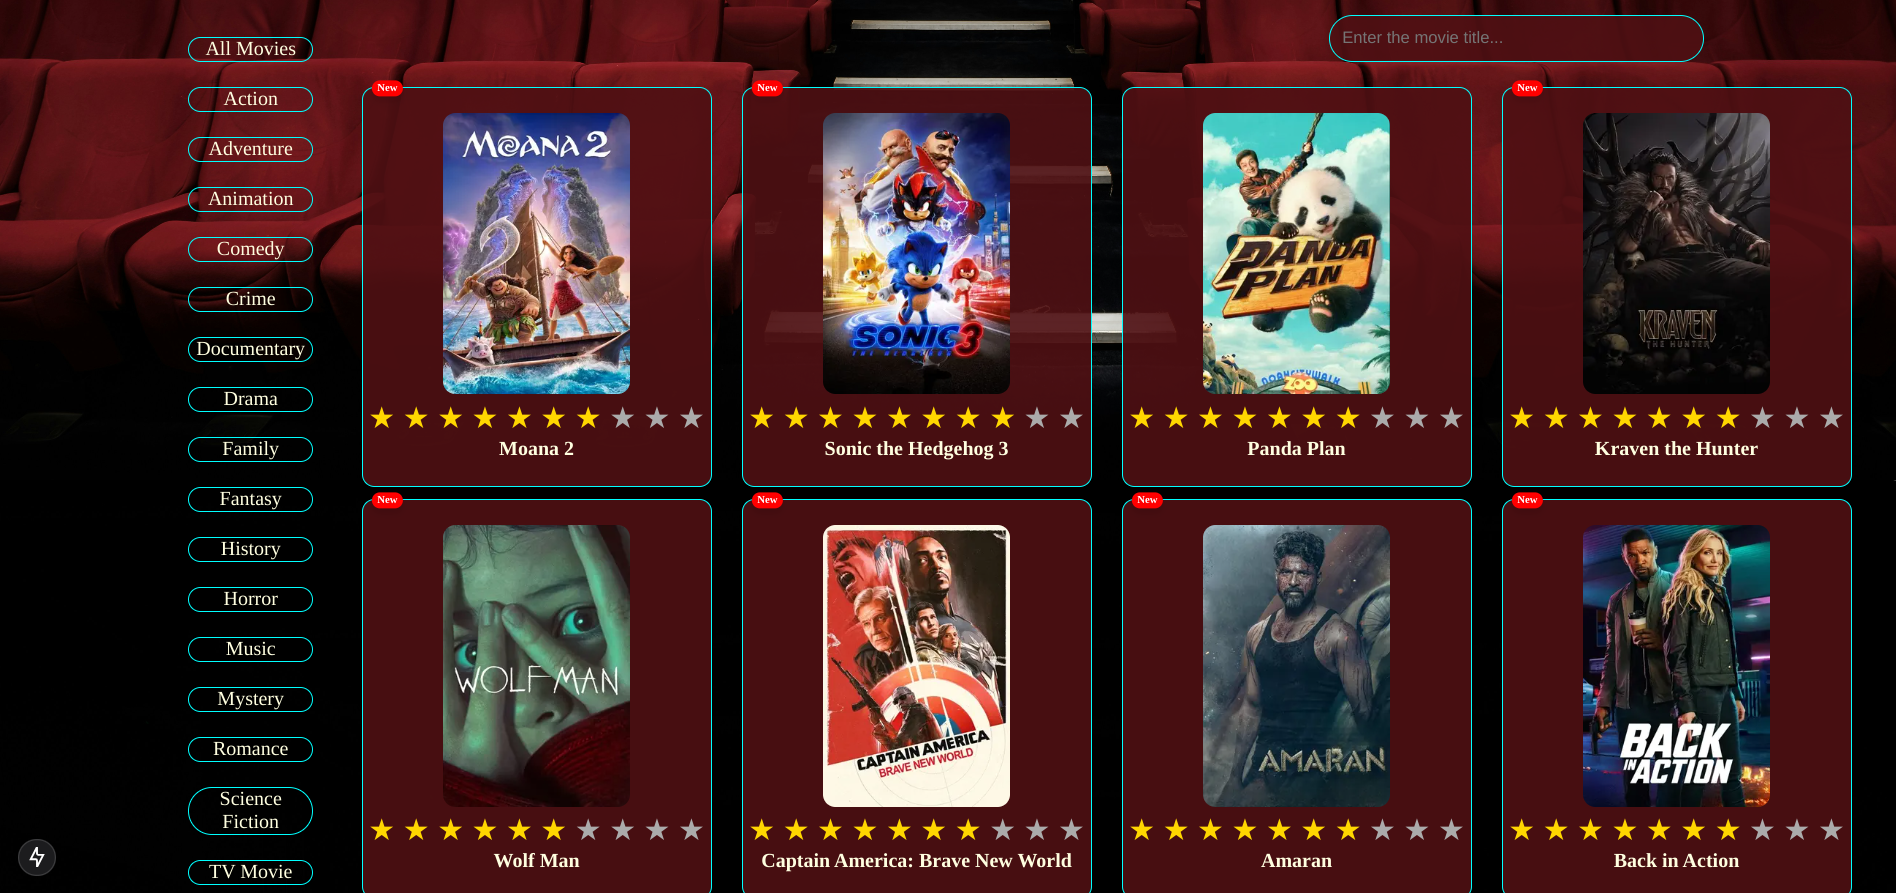 Enter the movie title...
All Movies
Action
Adventure
Animation
Comedy
Crime
Documentary
Drama
Family
Fantasy
History
Horror
Music
Mystery
Romance
Science
Fiction
TV Movie
New
MOANA 2
Moana 2
New
SONIC 3
THE HEDGEHOG
Sonic the Hedgehog 3
PANDA
PLAN
ZOO
Panda Plan
New
KRAVEN
THE HUNTER
Kraven the Hunter
New
WOLF MAN
Wolf Man
New
CAPTAIN AMERICA
BRAVE NEW WORLD
Captain America: Brave New World
New
AMARAN
Amaran
New
BACK
IN ACTION
Back in Action